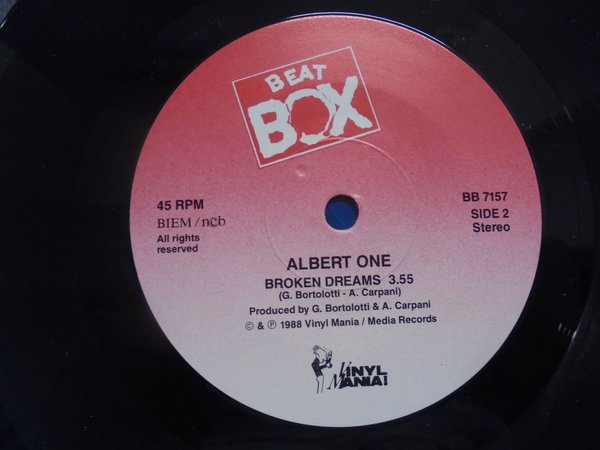 BEAT
BOX
45 RPM
BIEM / ncb
All rights
reserved
BB 7157
SIDE 2
Stereo
ALBERT ONE
BROKEN DREAMS 3.55
(G. Bortolotti - A. Carpani)
Produced by G. Bortolotti & A. Carpani
© & ℗ 1988 Vinyl Mania / Media Records
VINYL
MANIA